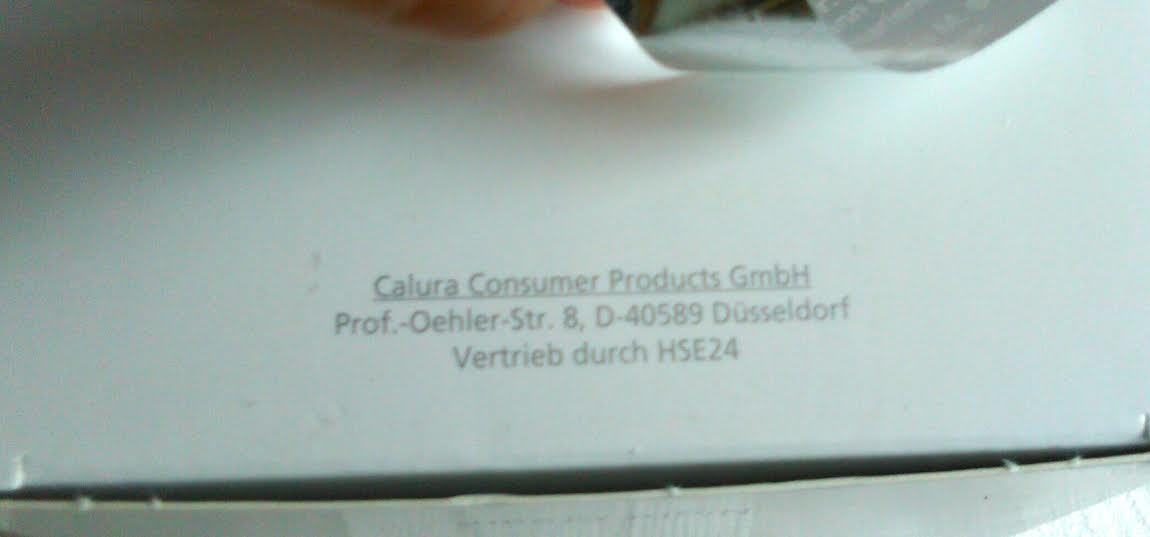 Calura Consumer Products GmbH
Prof.-Oehler-Str. 8, D-40589 Düsseldorf
Vertrieb durch HSE24